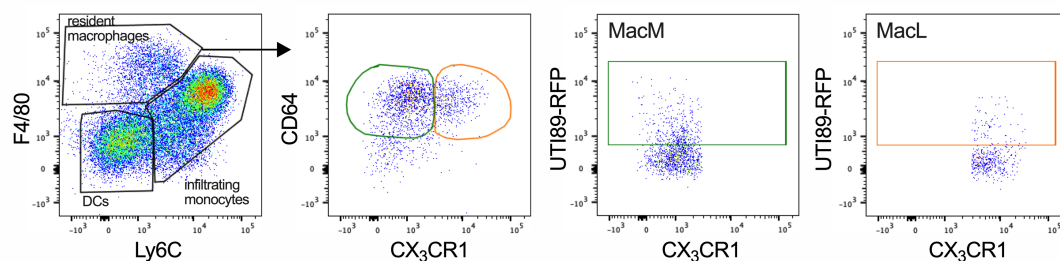 resident
macrophages
infiltrating
monocytes
DCs
F4/80
10⁵
10⁴
10³
0
-10³
-10³ 0 10³ 10⁴ 10⁵
Ly6C
CD64
10⁵
10⁴
10³
0
-10³
-10³ 0 10³ 10⁴ 10⁵
CX₃CR1
MacM
UTI89-RFP
10⁵
10⁴
10³
0
-10³
-10³ 0 10³ 10⁴ 10⁵
CX₃CR1
MacL
UTI89-RFP
10⁵
10⁴
10³
0
-10³
-10³ 0 10³ 10⁴ 10⁵
CX₃CR1